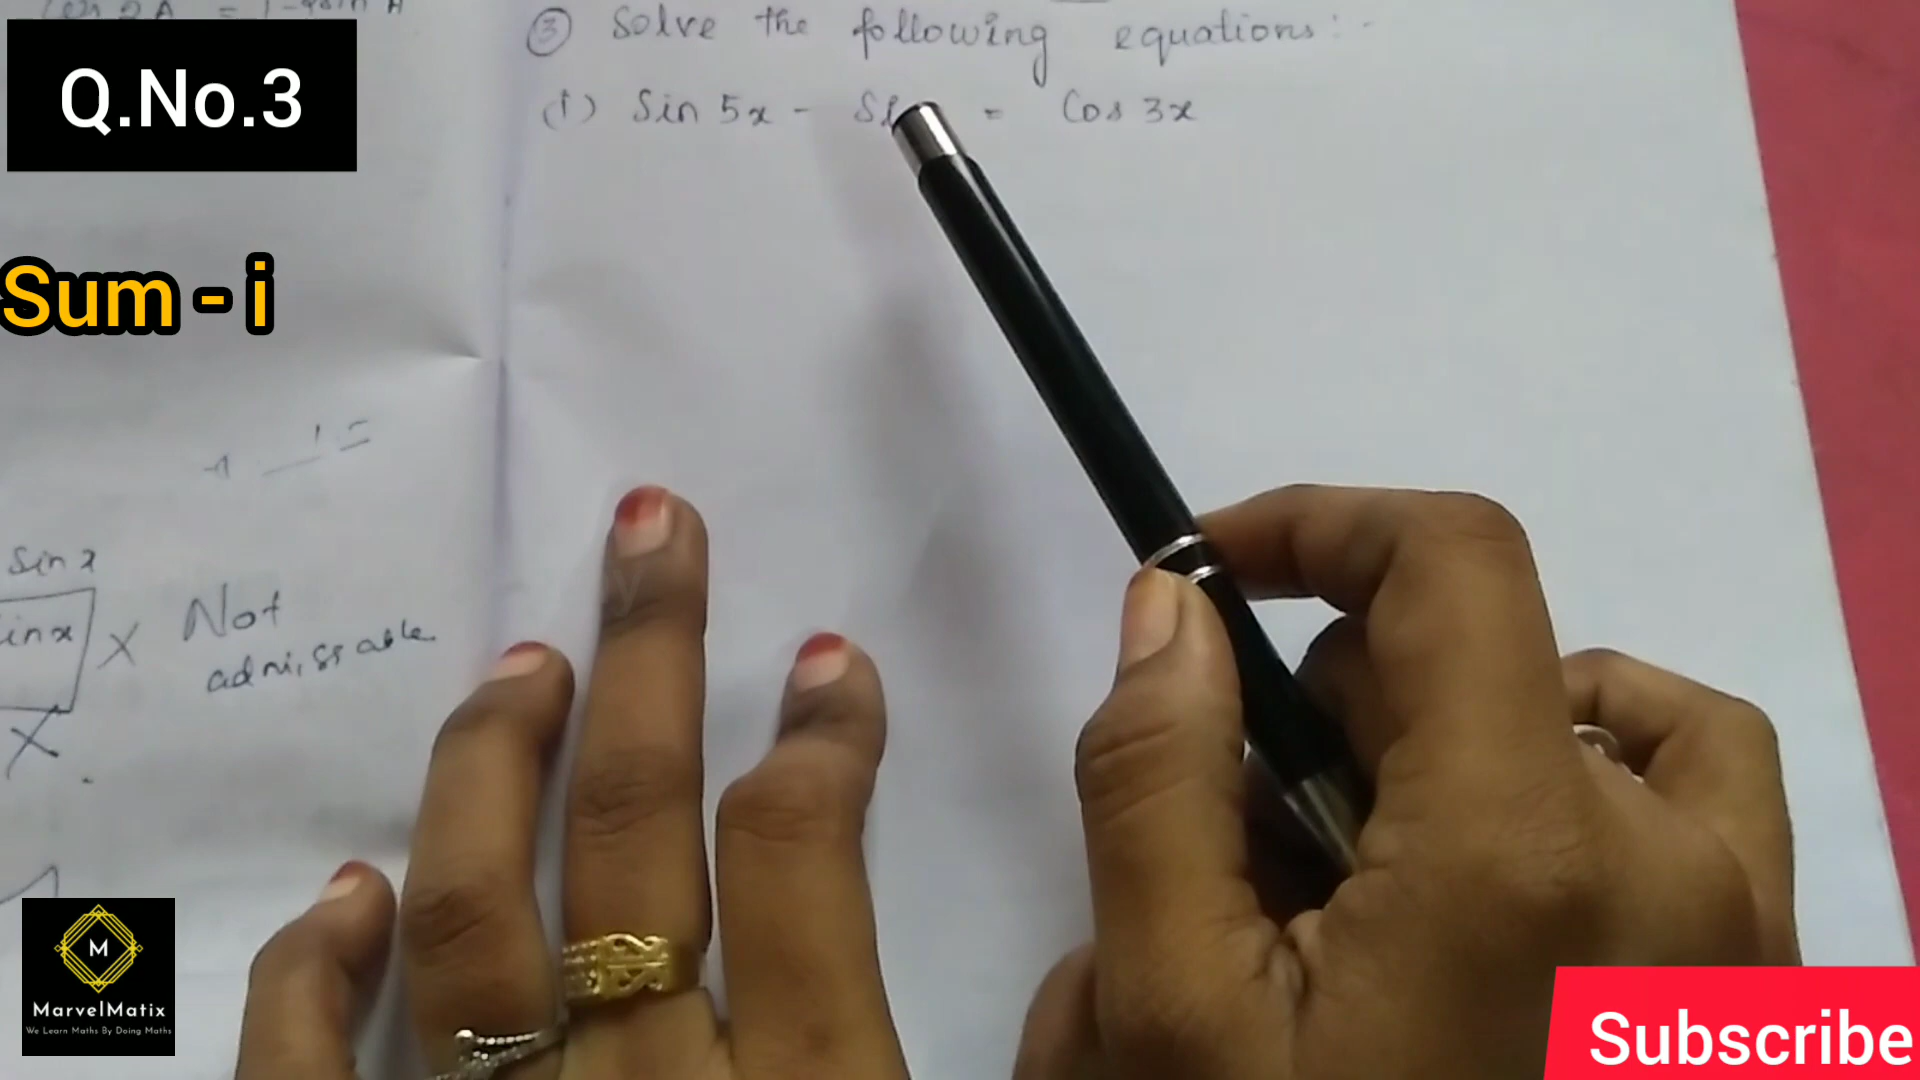 Q.No.3
Sum - i
③ Solve the following equations:-
(i) Sin 5x - = Cos 3x
Sin x
inx
X Not
admissable
X
M
MarvelMatix
We Learn Maths By Doing Maths
Subscribe